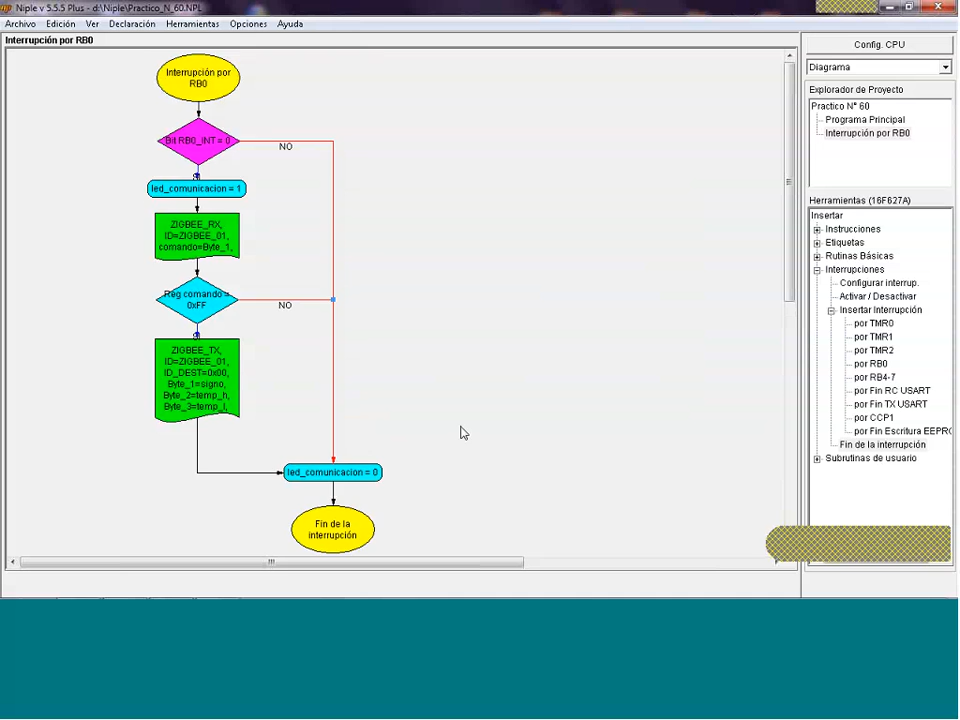 Niple v 5.5.5 Plus - d:\Niple\Practico_N_60.NPL
Archivo Edición Ver Declaración Herramientas Opciones Ayuda
Interrupción por RB0
Interrupción por
RB0
Bit RB0_INT = 0
NO
led_comunicacion = 1
ZIGBEE_RX,
ID=ZIGBEE_01,
comando=Byte_1,
Reg comando =
0xFF
NO
ZIGBEE_TX,
ID=ZIGBEE_01,
ID_DEST=0x00,
Byte_1=signo,
Byte_2=temp_h,
Byte_3=temp_l,
led_comunicacion = 0
Fin de la
interrupción
Config. CPU
Diagrama
Explorador de Proyecto
Practico N° 60
Programa Principal
Interrupción por RB0
Herramientas (16F627A)
Insertar
Instrucciones
Etiquetas
Rutinas Básicas
Interrupciones
Configurar interrup.
Activar / Desactivar
Insertar Interrupción
por TMR0
por TMR1
por TMR2
por RB0
por RB4-7
por Fin RC USART
por Fin TX USART
por CCP1
por Fin Escritura EEPRO
Fin de la interrupción
Subrutinas de usuario